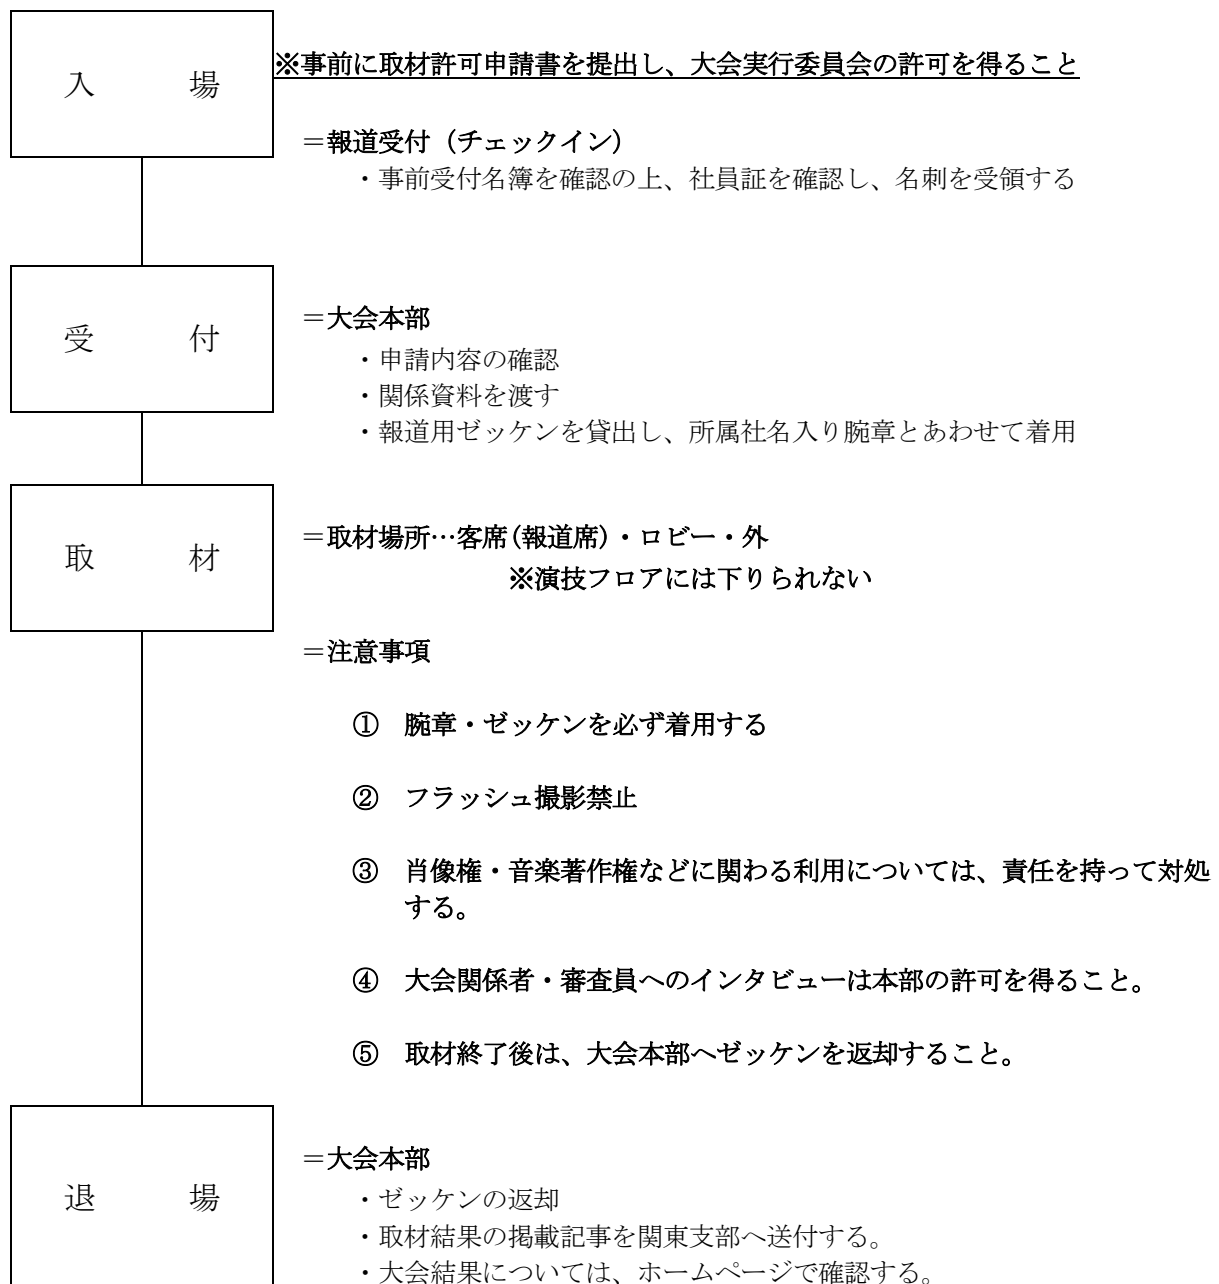 入　　　場
※事前に取材許可申請書を提出し、大会実行委員会の許可を得ること
＝報道受付（チェックイン）
・事前受付名簿を確認の上、社員証を確認し、名刺を受領する
受　　　付
＝大会本部
・申請内容の確認
・関係資料を渡す
・報道用ゼッケンを貸出し、所属社名入り腕章とあわせて着用
取　　　材
＝取材場所…客席(報道席)・ロビー・外
※演技フロアには下りられない
＝注意事項
①　腕章・ゼッケンを必ず着用する
②　フラッシュ撮影禁止
③　肖像権・音楽著作権などに関わる利用については、責任を持って対処
する。
④　大会関係者・審査員へのインタビューは本部の許可を得ること。
⑤　取材終了後は、大会本部へゼッケンを返却すること。
退　　　場
＝大会本部
・ゼッケンの返却
・取材結果の掲載記事を関東支部へ送付する。
・大会結果については、ホームページで確認する。